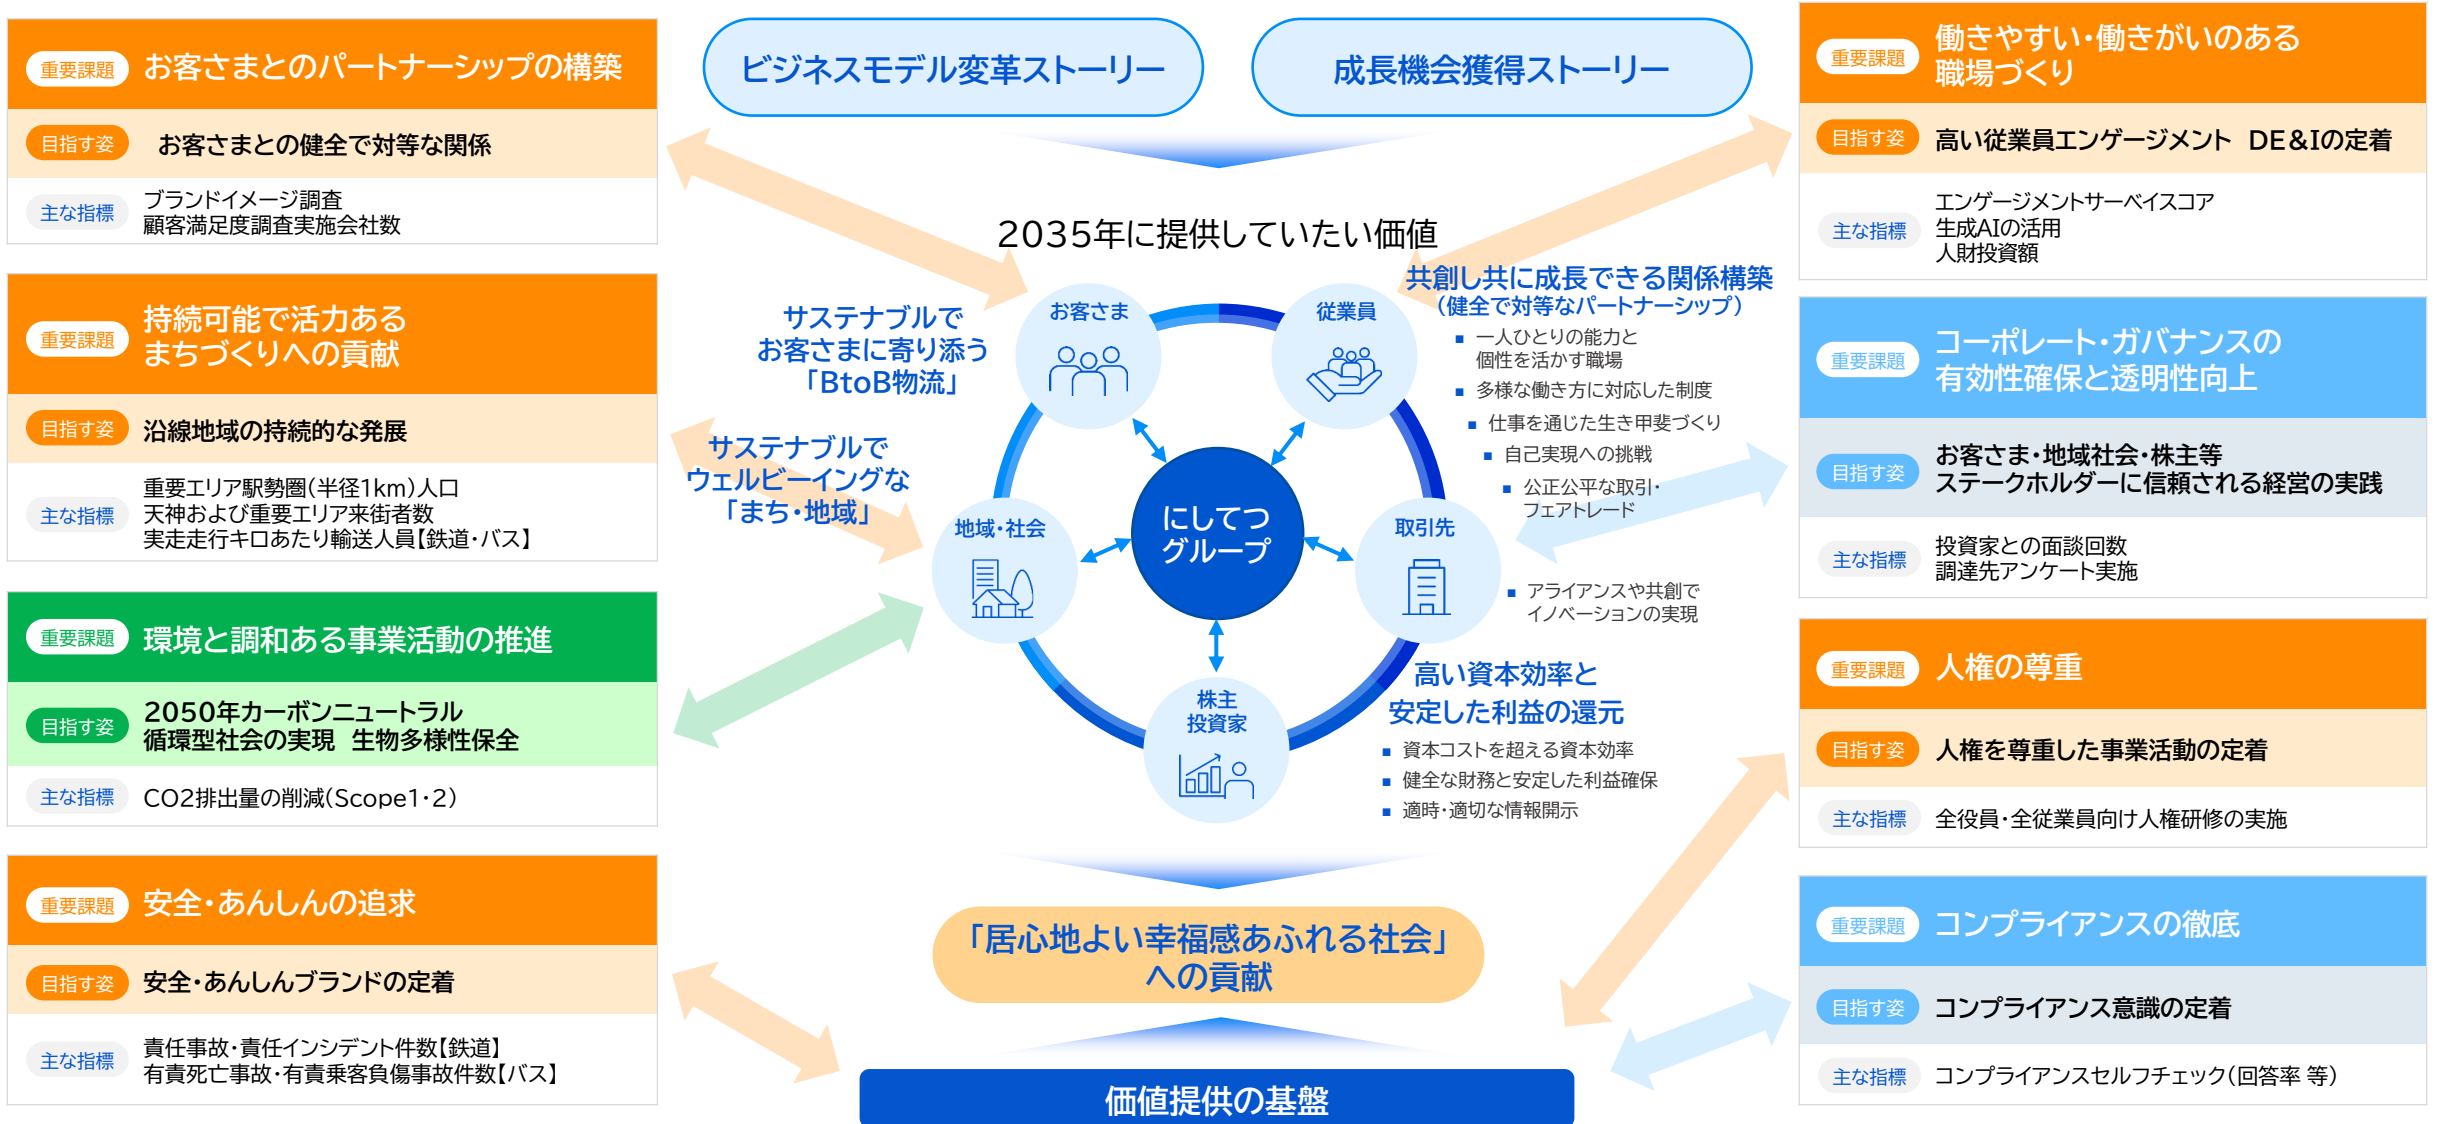 重要課題 お客さまとのパートナーシップの構築
目指す姿 お客さまとの健全で対等な関係
主な指標 ブランドイメージ調査
顧客満足度調査実施会社数
重要課題 持続可能で活力ある
まちづくりへの貢献
目指す姿 沿線地域の持続的な発展
主な指標 重要エリア駅勢圏(半径1km)人口
天神および重要エリア来街者数
実走走行キロあたり輸送人員【鉄道・バス】
重要課題 環境と調和ある事業活動の推進
目指す姿 2050年カーボンニュートラル
循環型社会の実現 生物多様性保全
主な指標 CO2排出量の削減(Scope1・2)
重要課題 安全・あんしんの追求
目指す姿 安全・あんしんブランドの定着
主な指標 責任事故・責任インシデント件数【鉄道】
有責死亡事故・有責乗客負傷事故件数【バス】
ビジネスモデル変革ストーリー
成長機会獲得ストーリー
2035年に提供していたい価値
サステナブルで
お客さまに寄り添う
「BtoB物流」
サステナブルで
ウェルビーイングな
「まち・地域」
お客さま
従業員
地域・社会
にしてつ
グループ
取引先
株主
投資家
共創し共に成長できる関係構築
(健全で対等なパートナーシップ)
■ 一人ひとりの能力と
個性を活かす職場
■ 多様な働き方に対応した制度
■ 仕事を通じた生き甲斐づくり
■ 自己実現への挑戦
■ 公正公平な取引・
フェアトレード
■ アライアンスや共創で
イノベーションの実現
高い資本効率と
安定した利益の還元
■ 資本コストを超える資本効率
■ 健全な財務と安定した利益確保
■ 適時・適切な情報開示
「居心地よい幸福感あふれる社会」
への貢献
価値提供の基盤
重要課題 働きやすい・働きがいのある
職場づくり
目指す姿 高い従業員エンゲージメント DE&Iの定着
主な指標 エンゲージメントサーベイスコア
生成AIの活用
人財投資額
重要課題 コーポレート・ガバナンスの
有効性確保と透明性向上
目指す姿 お客さま・地域社会・株主等
ステークホルダーに信頼される経営の実践
主な指標 投資家との面談回数
調達先アンケート実施
重要課題 人権の尊重
目指す姿 人権を尊重した事業活動の定着
主な指標 全役員・全従業員向け人権研修の実施
重要課題 コンプライアンスの徹底
目指す姿 コンプライアンス意識の定着
主な指標 コンプライアンスセルフチェック(回答率 等)